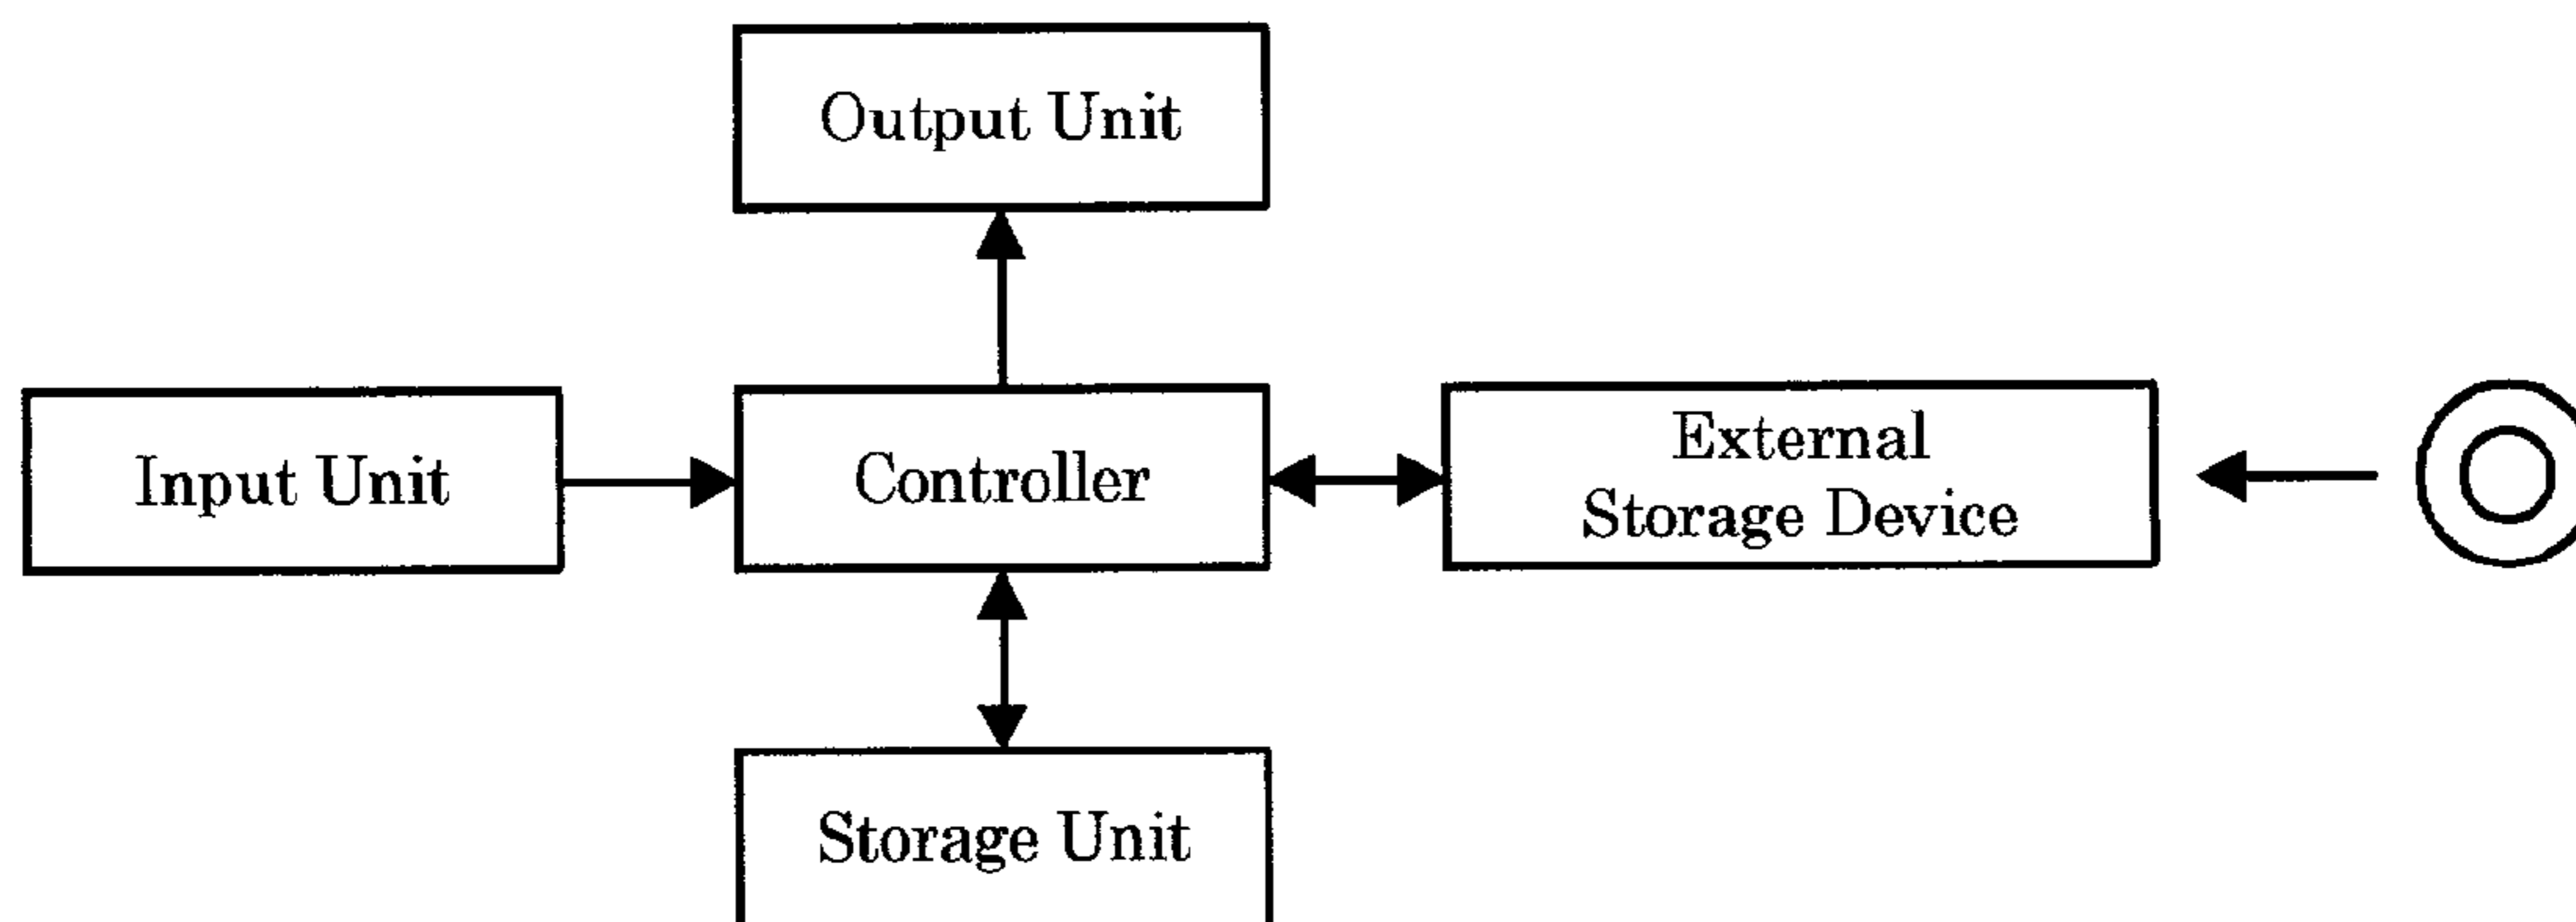 Output Unit
Input Unit
Controller
External
Storage Device
Storage Unit